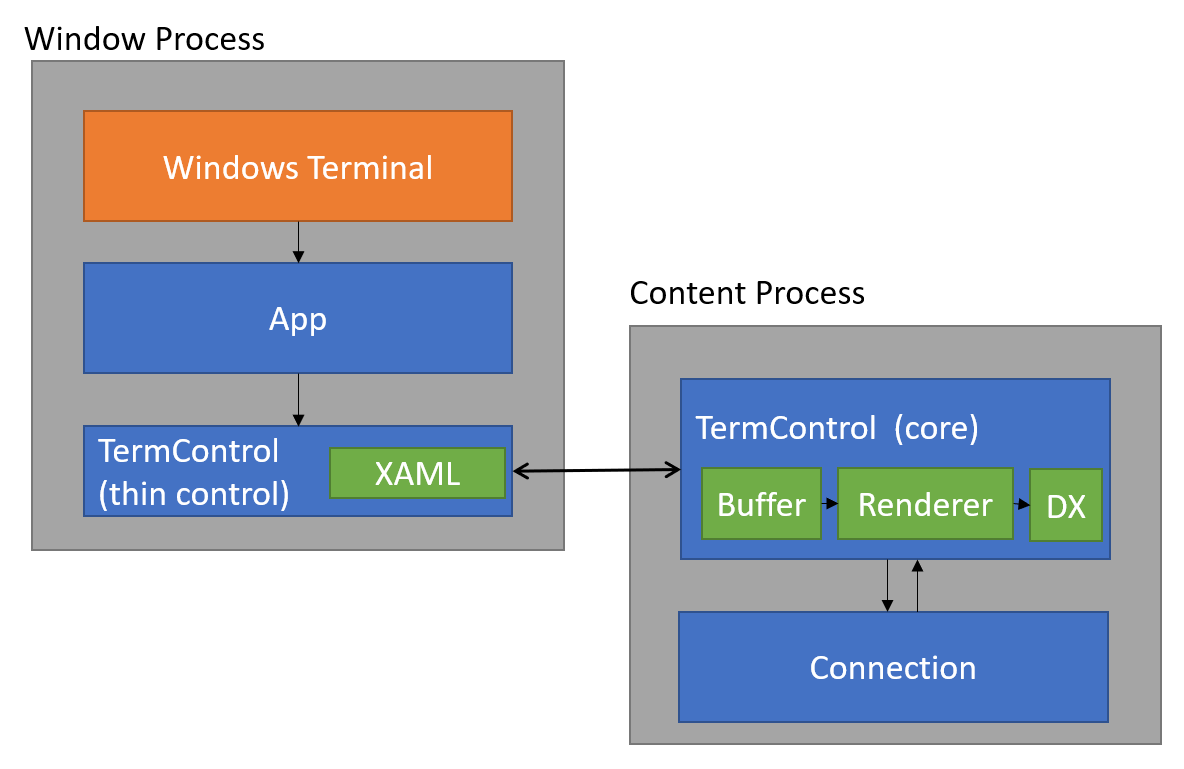 Window Process
Windows Terminal
App
TermControl
(thin control)
XAML
Content Process
TermControl  (core)
Buffer
Renderer
DX
Connection